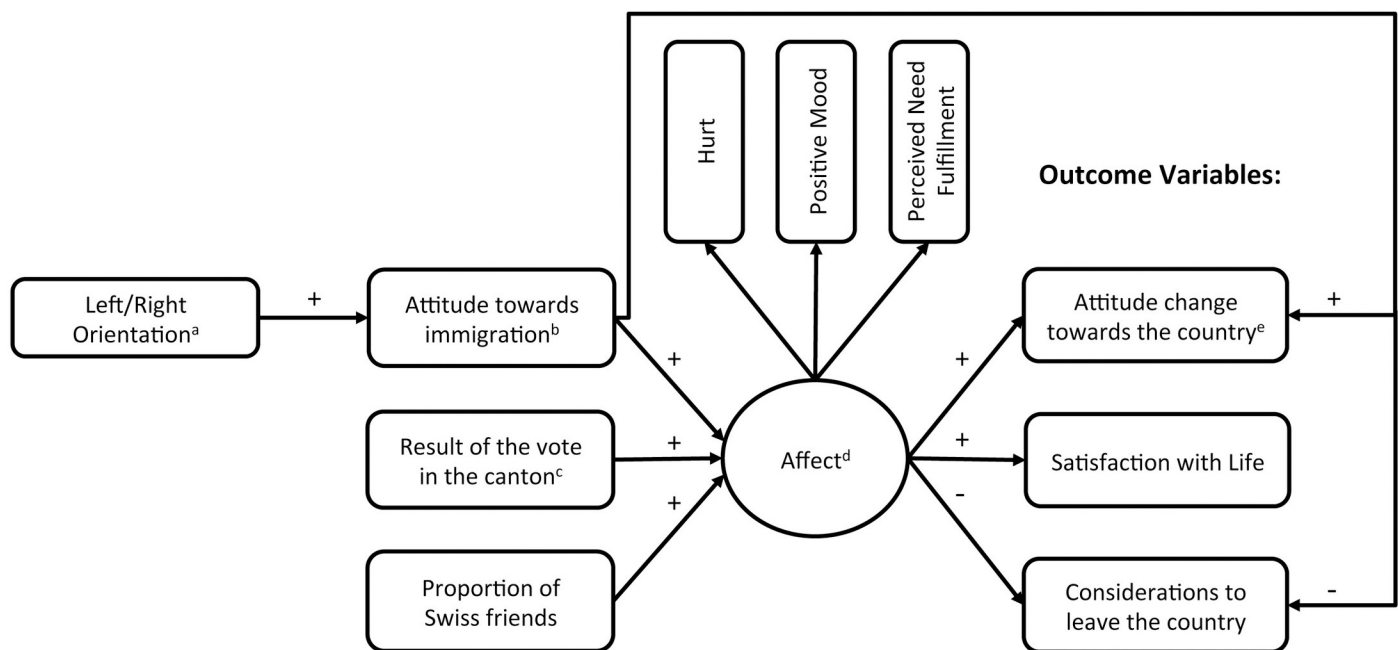 Hurt
Positive Mood
Perceived Need
Fulfillment
Outcome Variables:
Left/Right
Orientationᵃ
+
Attitude towards
immigrationᵇ
Attitude change
towards the countryᵉ
+
+
+
Result of the vote
in the cantonᶜ
+
Affectᵈ
+
Satisfaction with Life
+
-
Proportion of
Swiss friends
Considerations to
leave the country
-